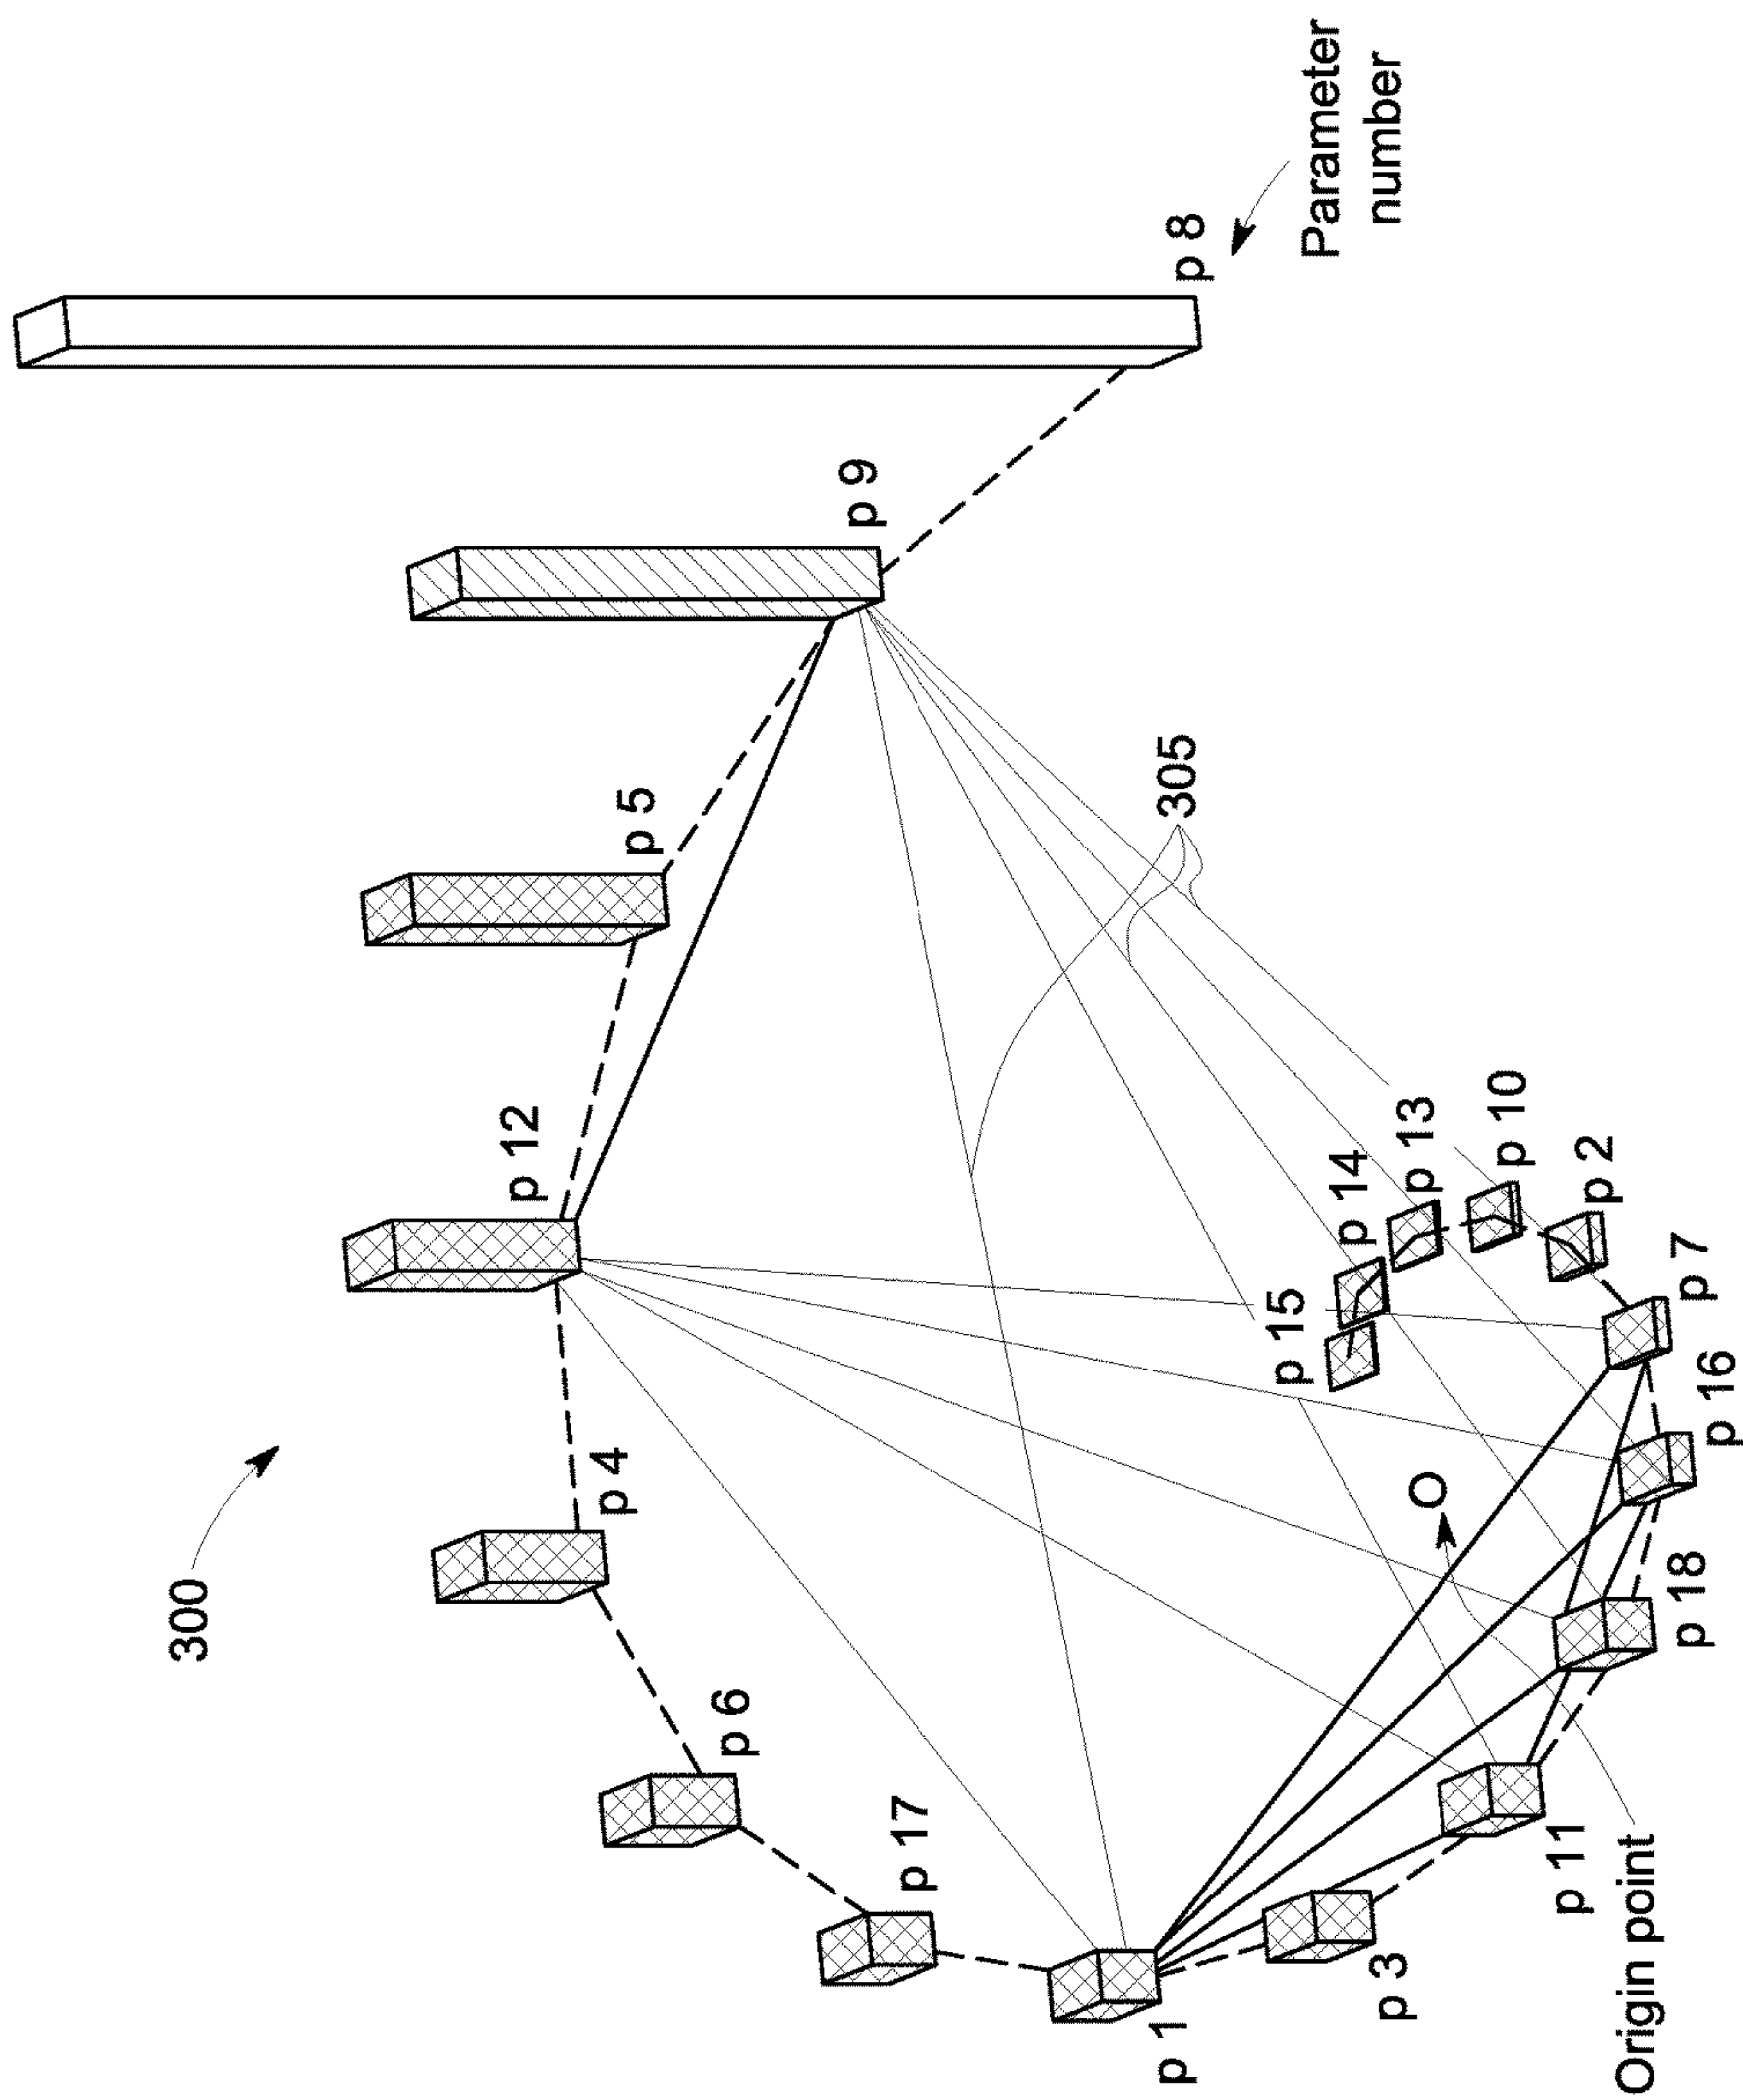 300
p 8
Parameter
number
p 9
p 5
305
p 12
p 4
p 6
p 17
p 1
p 3
p 11
p 18
p 16
p 7
p 2
p 10
p 13
p 14
p 15
O
Origin point